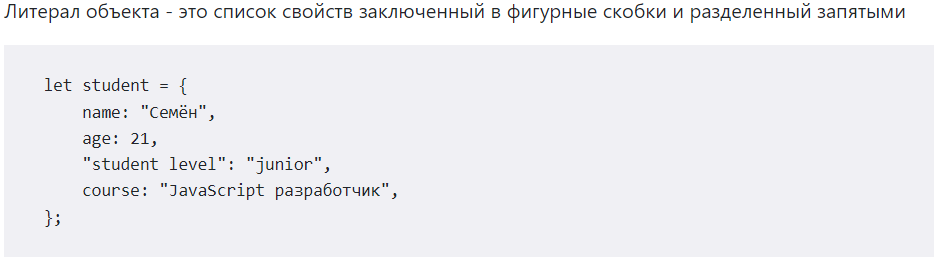 Литерал объекта - это список свойств заключенный в фигурные скобки и разделенный запятыми
let student = {
    name: "Семён",
    age: 21,
    "student level": "junior",
    course: "JavaScript разработчик",
};